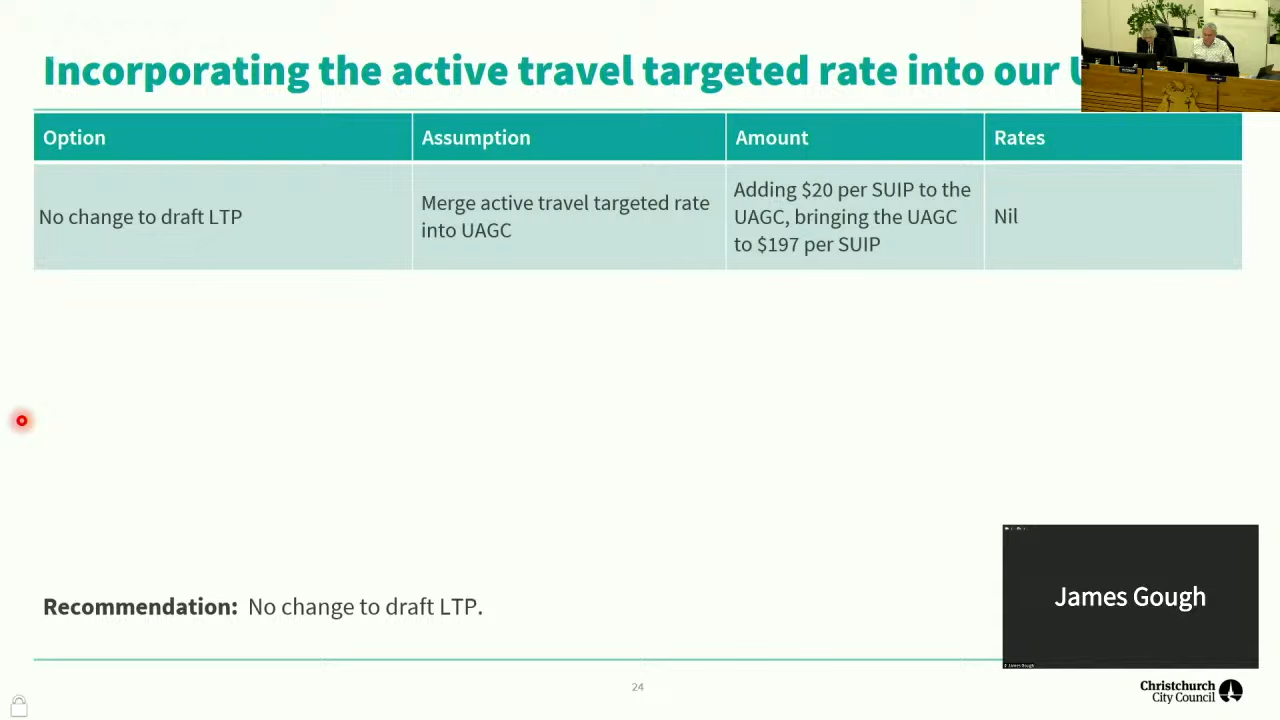 Incorporating the active travel targeted rate into our
Option
Assumption
Amount
Rates
No change to draft LTP
Merge active travel targeted rate
into UAGC
Adding $20 per SUIP to the
UAGC, bringing the UAGC
to $197 per SUIP
Nil
James Gough
James Gough
Recommendation: No change to draft LTP.
24
Christchurch
City Council